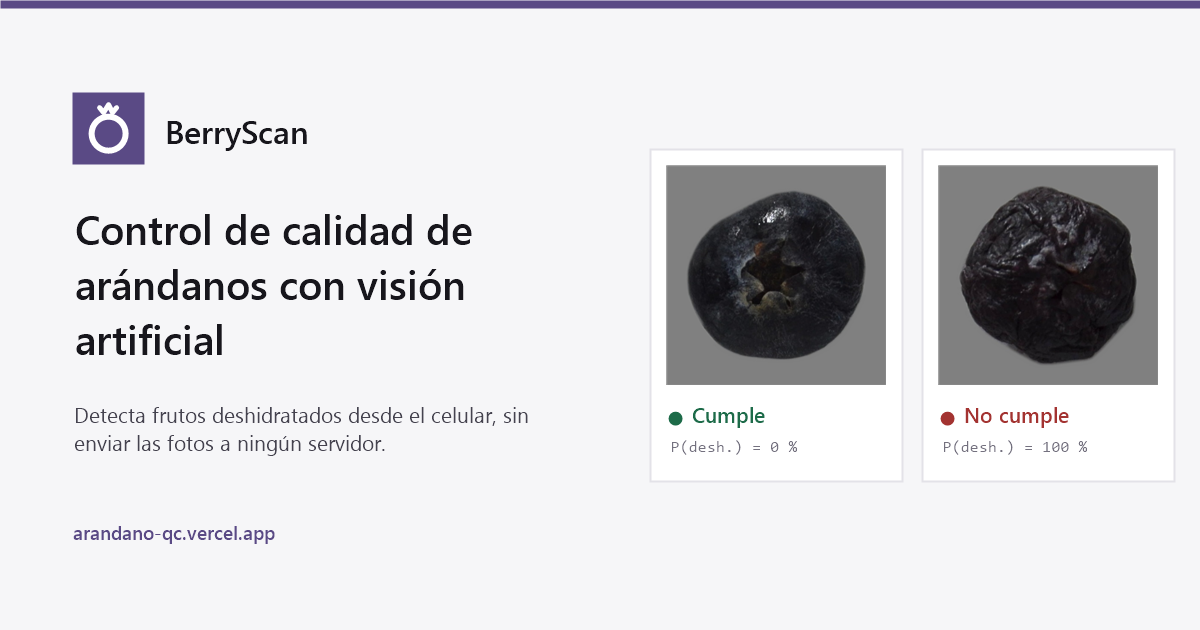 BerryScan
Control de calidad de
arándanos con visión
artificial
Detecta frutos deshidratados desde el celular, sin
enviar las fotos a ningún servidor.
arandano-qc.vercel.app
Cumple
P(desh.) = 0 %
No cumple
P(desh.) = 100 %